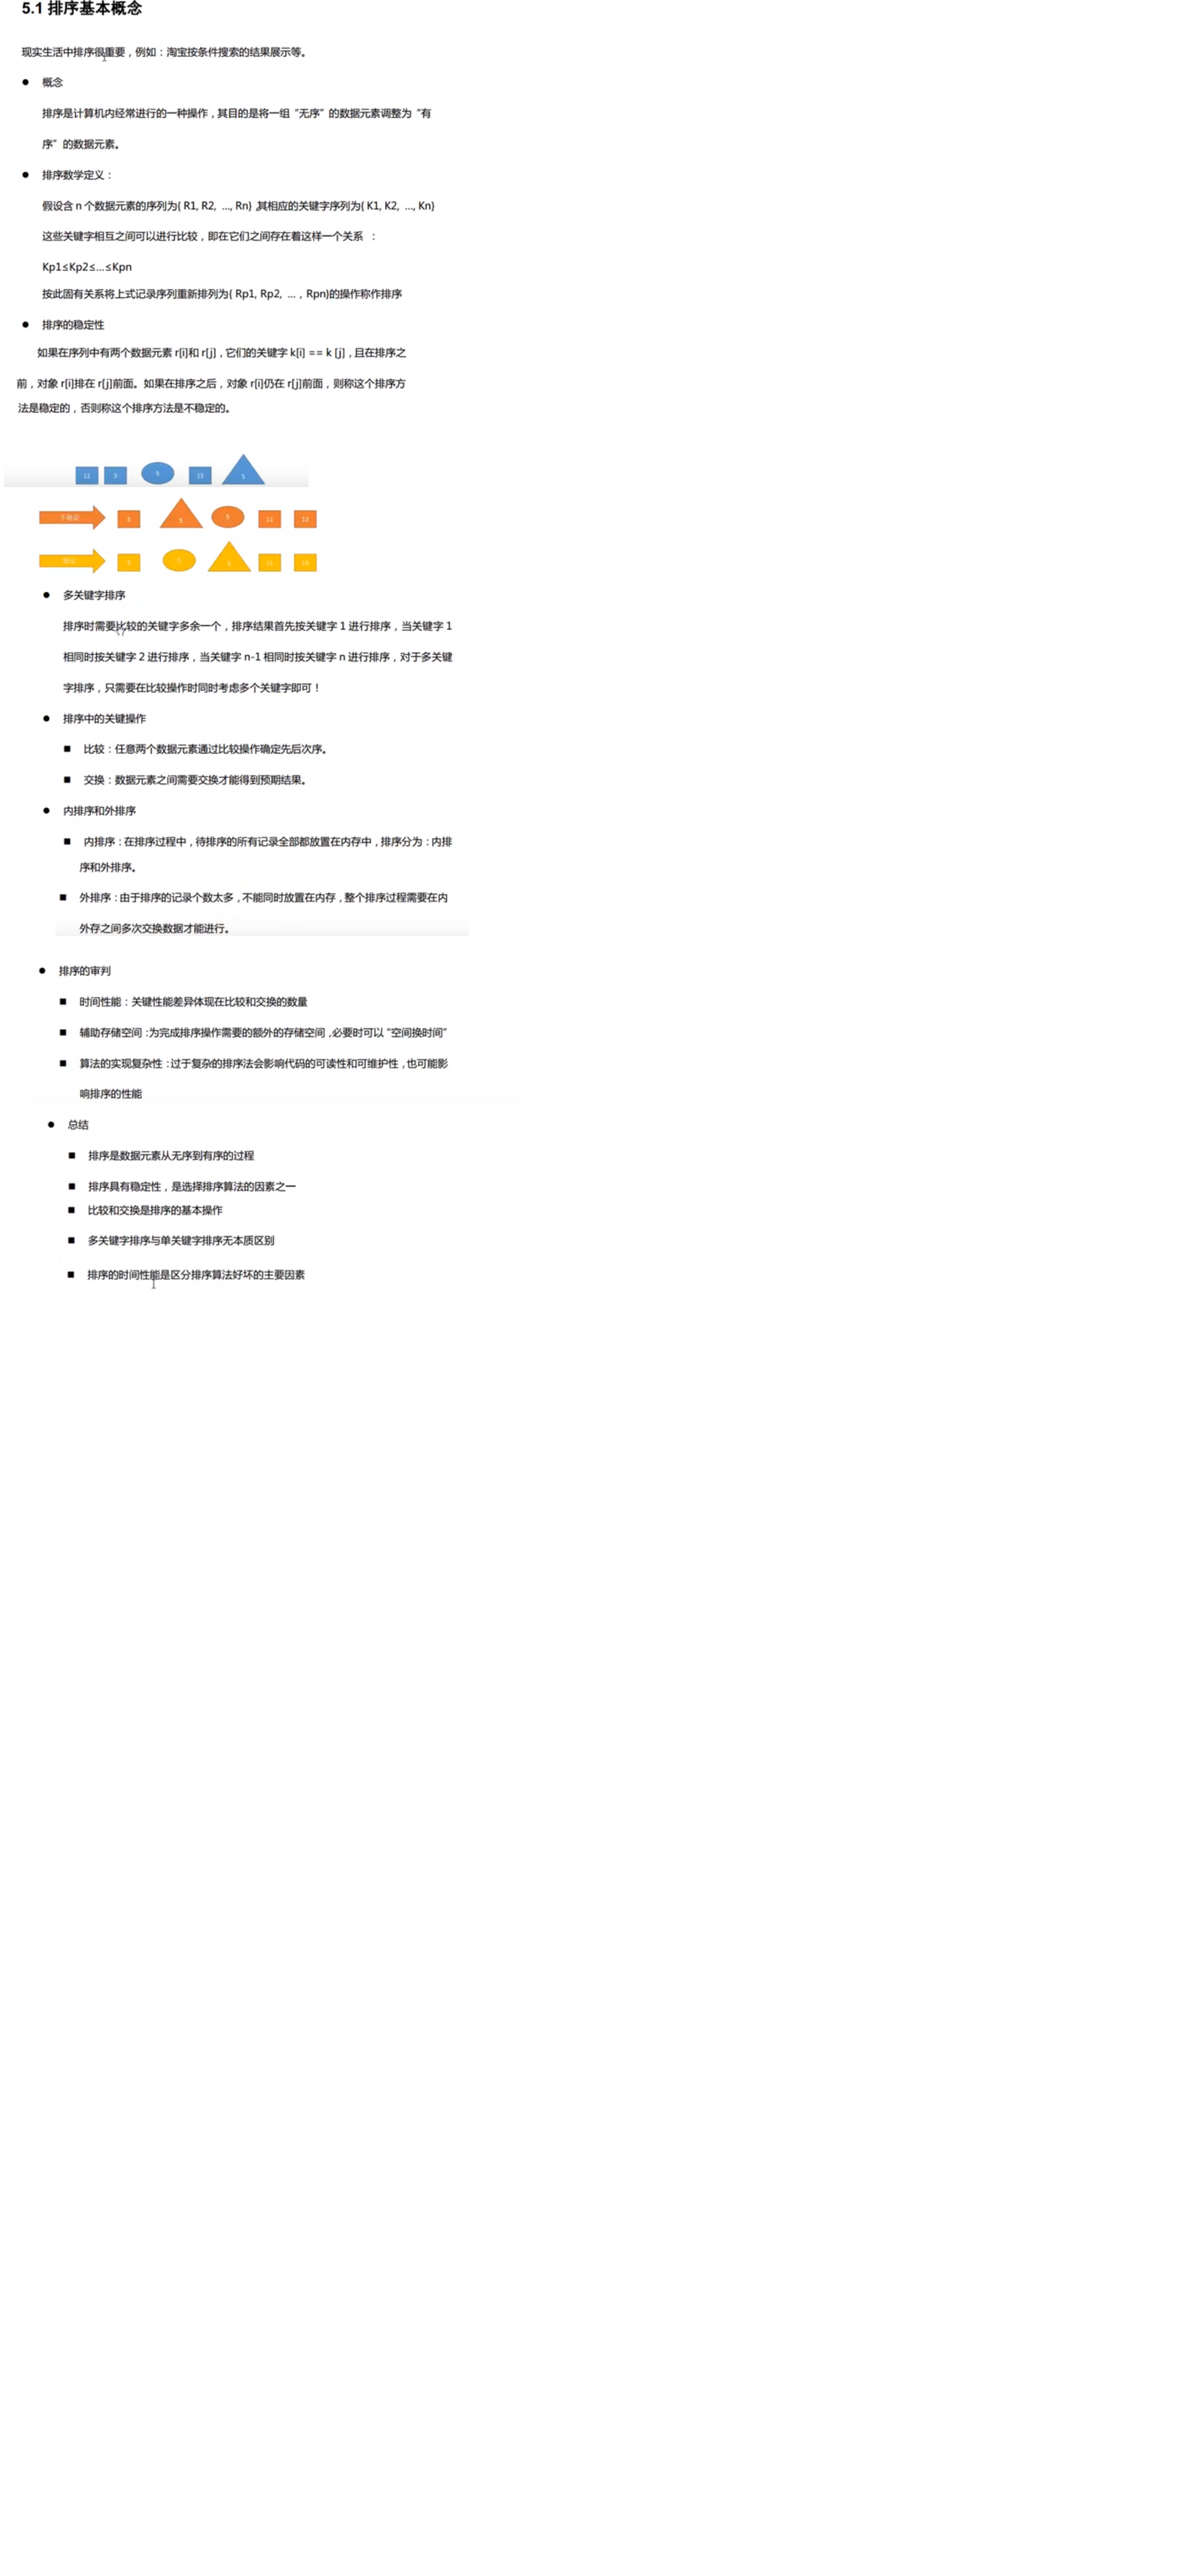 5.1 排序基本概念
现实生活中排序很重要，例如：淘宝按条件搜索的结果展示等。
● 概念
排序是计算机内经常进行的一种操作，其目的是将一组“无序”的数据元素调整为“有
序”的数据元素。
● 排序数学定义：
假设含 n 个数据元素的序列为{ R1, R2, ..., Rn} ,其相应的关键字序列为{ K1, K2, ..., Kn}
这些关键字相互之间可以进行比较，即在它们之间存在着这样一个关系 ：
Kp1≤Kp2≤...≤Kpn
按此固有关系将上式记录序列重新排列为{ Rp1, Rp2, ... , Rpn}的操作称作排序
● 排序的稳定性
如果在序列中有两个数据元素 r[i]和 r[j]，它们的关键字 k[i] == k [j]，且在排序之
前，对象 r[i]排在 r[j]前面。如果在排序之后，对象 r[i]仍在 r[j]前面，则称这个排序方
法是稳定的，否则称这个排序方法是不稳定的。
11 3 5 13 5
3 5 5 11 13
11 13
● 多关键字排序
排序时需要比较的关键字多余一个，排序结果首先按关键字 1 进行排序，当关键字 1
相同时按关键字 2 进行排序，当关键字 n-1 相同时按关键字 n 进行排序，对于多关键
字排序，只需要在比较操作时同时考虑多个关键字即可！
● 排序中的关键操作
■ 比较：任意两个数据元素通过比较操作确定先后次序。
■ 交换：数据元素之间需要交换才能得到预期结果。
● 内排序和外排序
■ 内排序：在排序过程中，待排序的所有记录全部都放置在内存中，排序分为：内排
序和外排序。
■ 外排序：由于排序的记录个数太多，不能同时放置在内存，整个排序过程需要在内
外存之间多次交换数据才能进行。
● 排序的审判
■ 时间性能：关键性能差异体现在比较和交换的数量
■ 辅助存储空间：为完成排序操作需要的额外的存储空间，必要时可以“空间换时间”
■ 算法的实现复杂性：过于复杂的排序法会影响代码的可读性和可维护性，也可能影
响排序的性能
● 总结
■ 排序是数据元素从无序到有序的过程
■ 排序具有稳定性，是选择排序算法的因素之一
■ 比较和交换是排序的基本操作
■ 多关键字排序与单关键字排序无本质区别
■ 排序的时间性能是区分排序算法好坏的主要因素